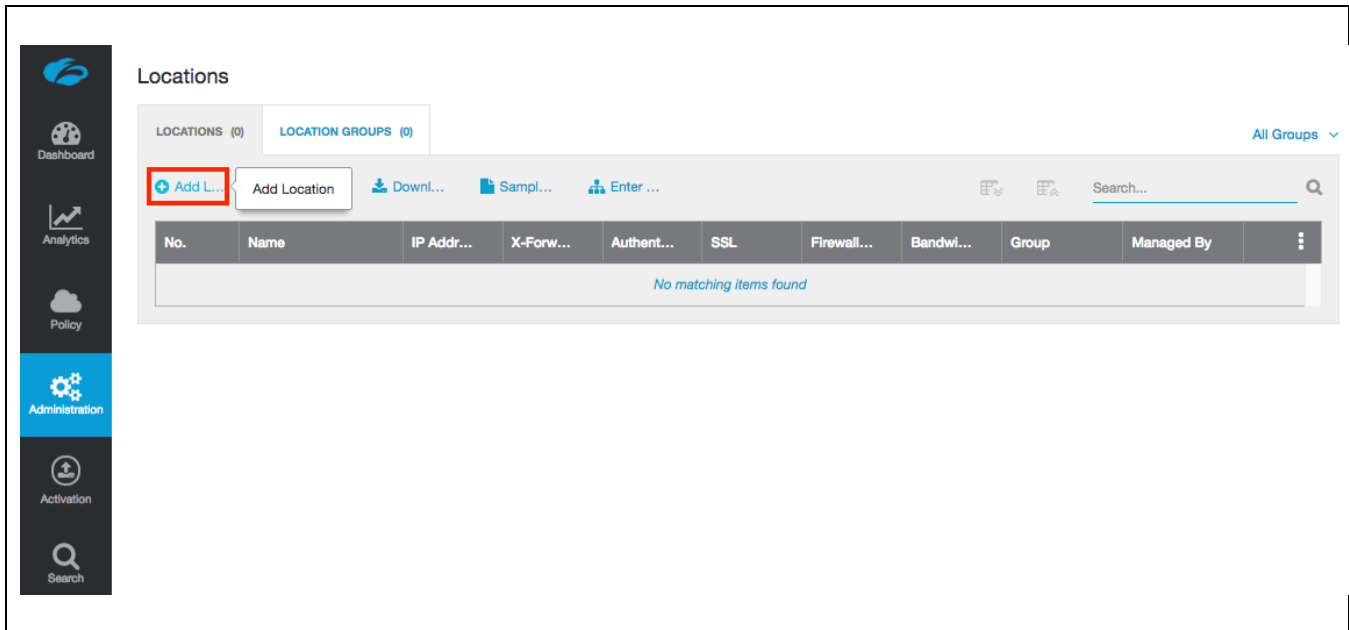 Locations
LOCATIONS (0)
LOCATION GROUPS (0)
All Groups
Add L...
Add Location
Downl...
Sampl...
Enter ...
Search...
No.
Name
IP Addr...
X-Forw...
Authent...
SSL
Firewall...
Bandwi...
Group
Managed By
No matching items found
Dashboard
Analytics
Policy
Administration
Activation
Search